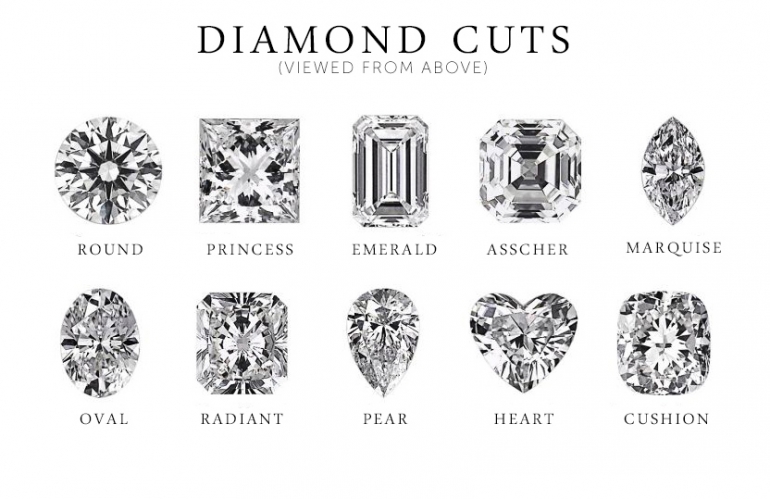 DIAMOND CUTS
(VIEWED FROM ABOVE)
ROUND
PRINCESS
EMERALD
ASSCHER
MARQUISE
OVAL
RADIANT
PEAR
HEART
CUSHION